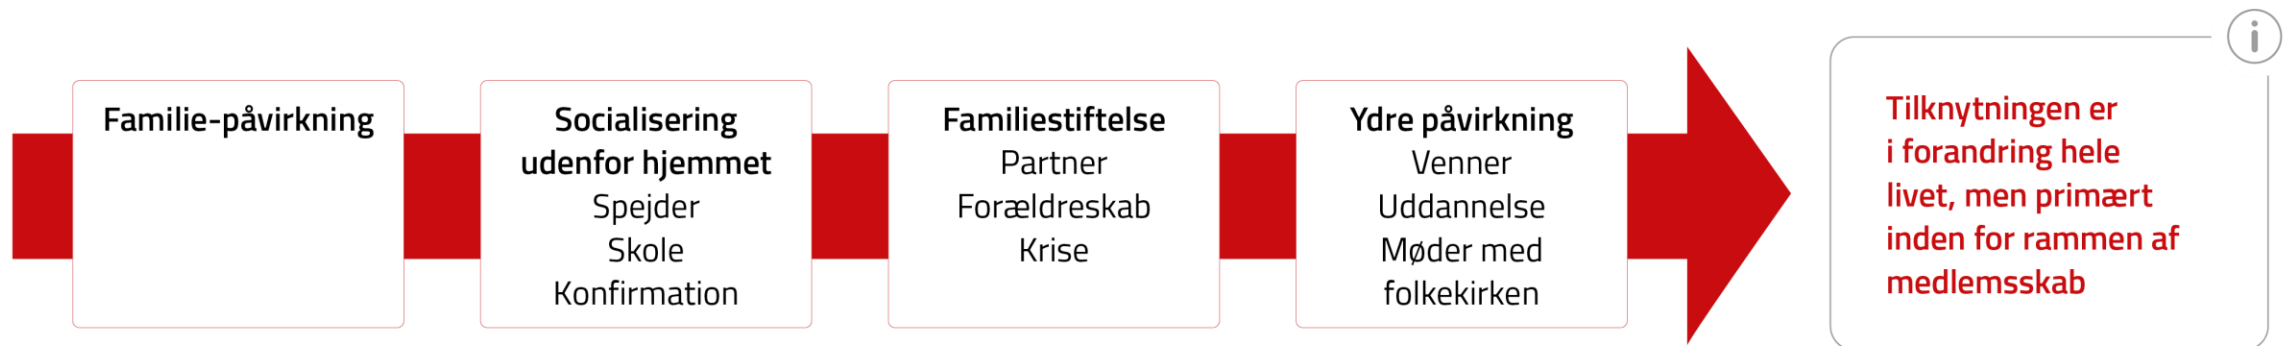 Familie-påvirkning
Socialisering
udenfor hjemmet
Spejder
Skole
Konfirmation
Familiestiftelse
Partner
Forældreskab
Krise
Ydre påvirkning
Venner
Uddannelse
Møder med
folkekirken
i
Tilknytningen er
i forandring hele
livet, men primært
inden for rammen af
medlemsskab